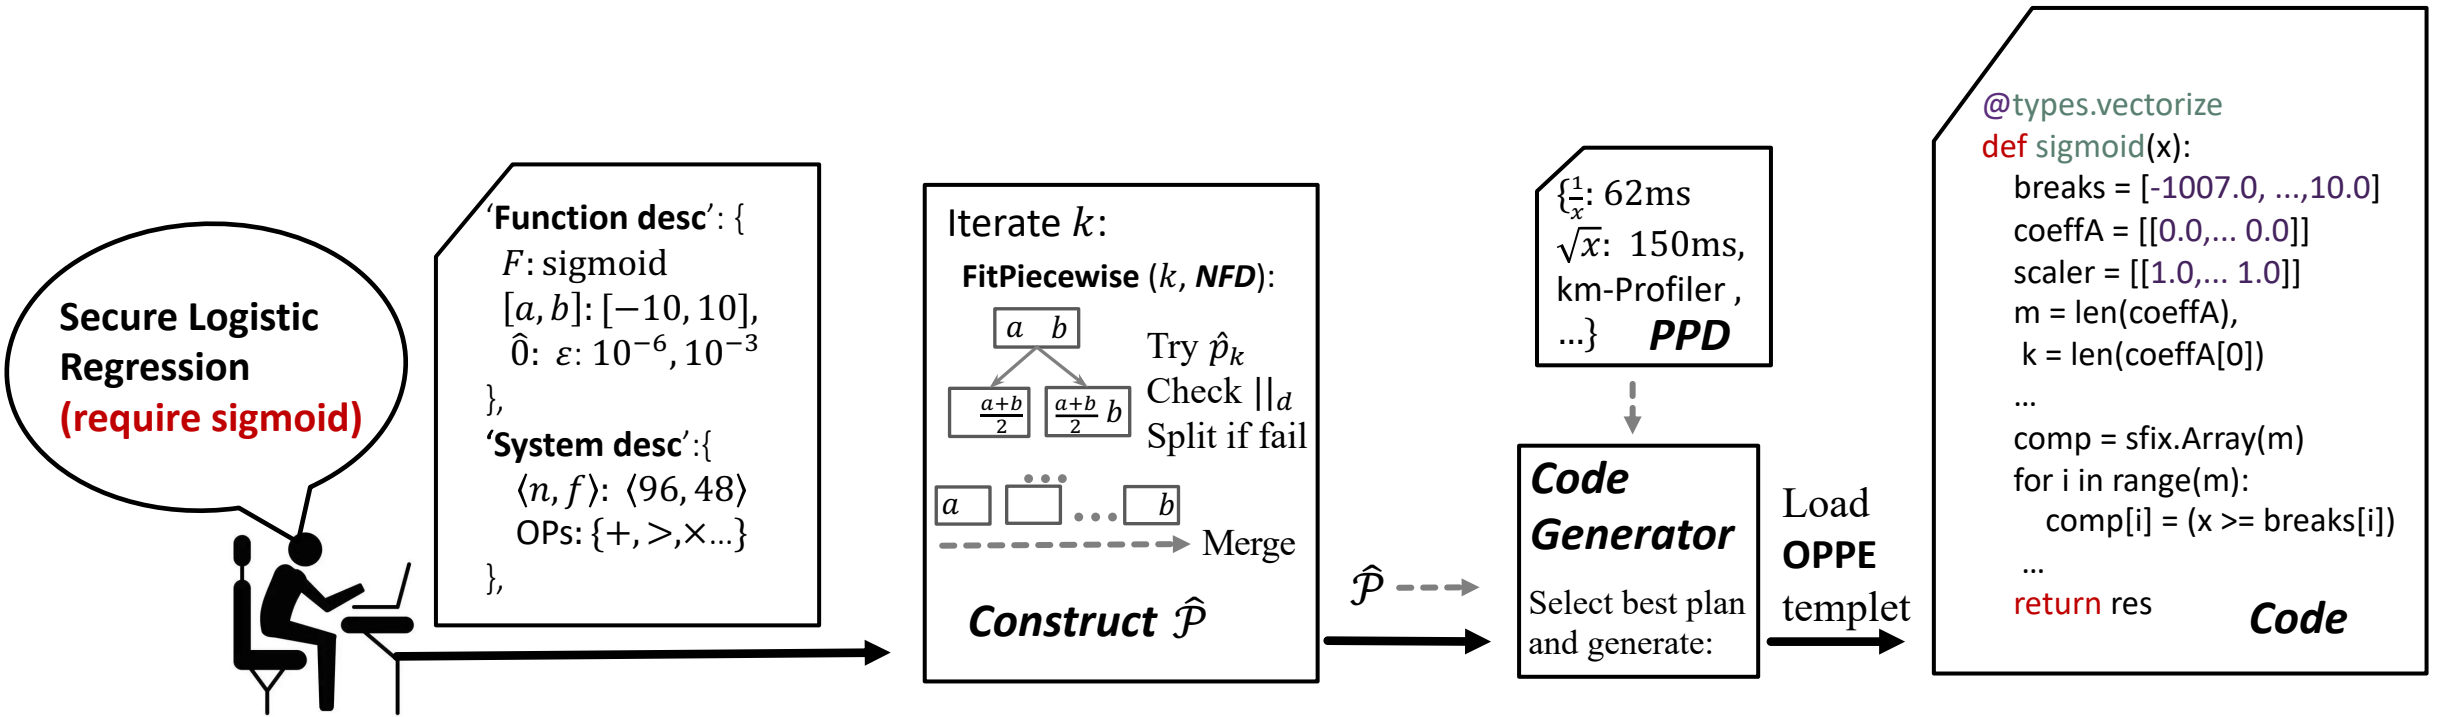 Secure Logistic
Regression
(require sigmoid)
‘Function desc’: {
F: sigmoid
[a, b]: [−10, 10],
0̂: ε: 10⁻⁶, 10⁻³
},
‘System desc’:{
⟨n, f⟩: ⟨96, 48⟩
OPs: {+, >,×...}
},
Iterate k:
FitPiecewise (k, NFD):
a b
a+b/2
a+b/2 b
Try p̂ₖ
Check ||d
Split if fail
a
b
Merge
Construct 𝒫̂
𝒫̂
{1/x: 62ms
√x: 150ms,
km-Profiler ,
...}
PPD
Code
Generator
Select best plan
and generate:
Load
OPPE
templet
@types.vectorize
def sigmoid(x):
breaks = [-1007.0, ...,10.0]
coeffA = [[0.0,... 0.0]]
scaler = [[1.0,... 1.0]]
m = len(coeffA),
k = len(coeffA[0])
...
comp = sfix.Array(m)
for i in range(m):
comp[i] = (x >= breaks[i])
...
return res
Code